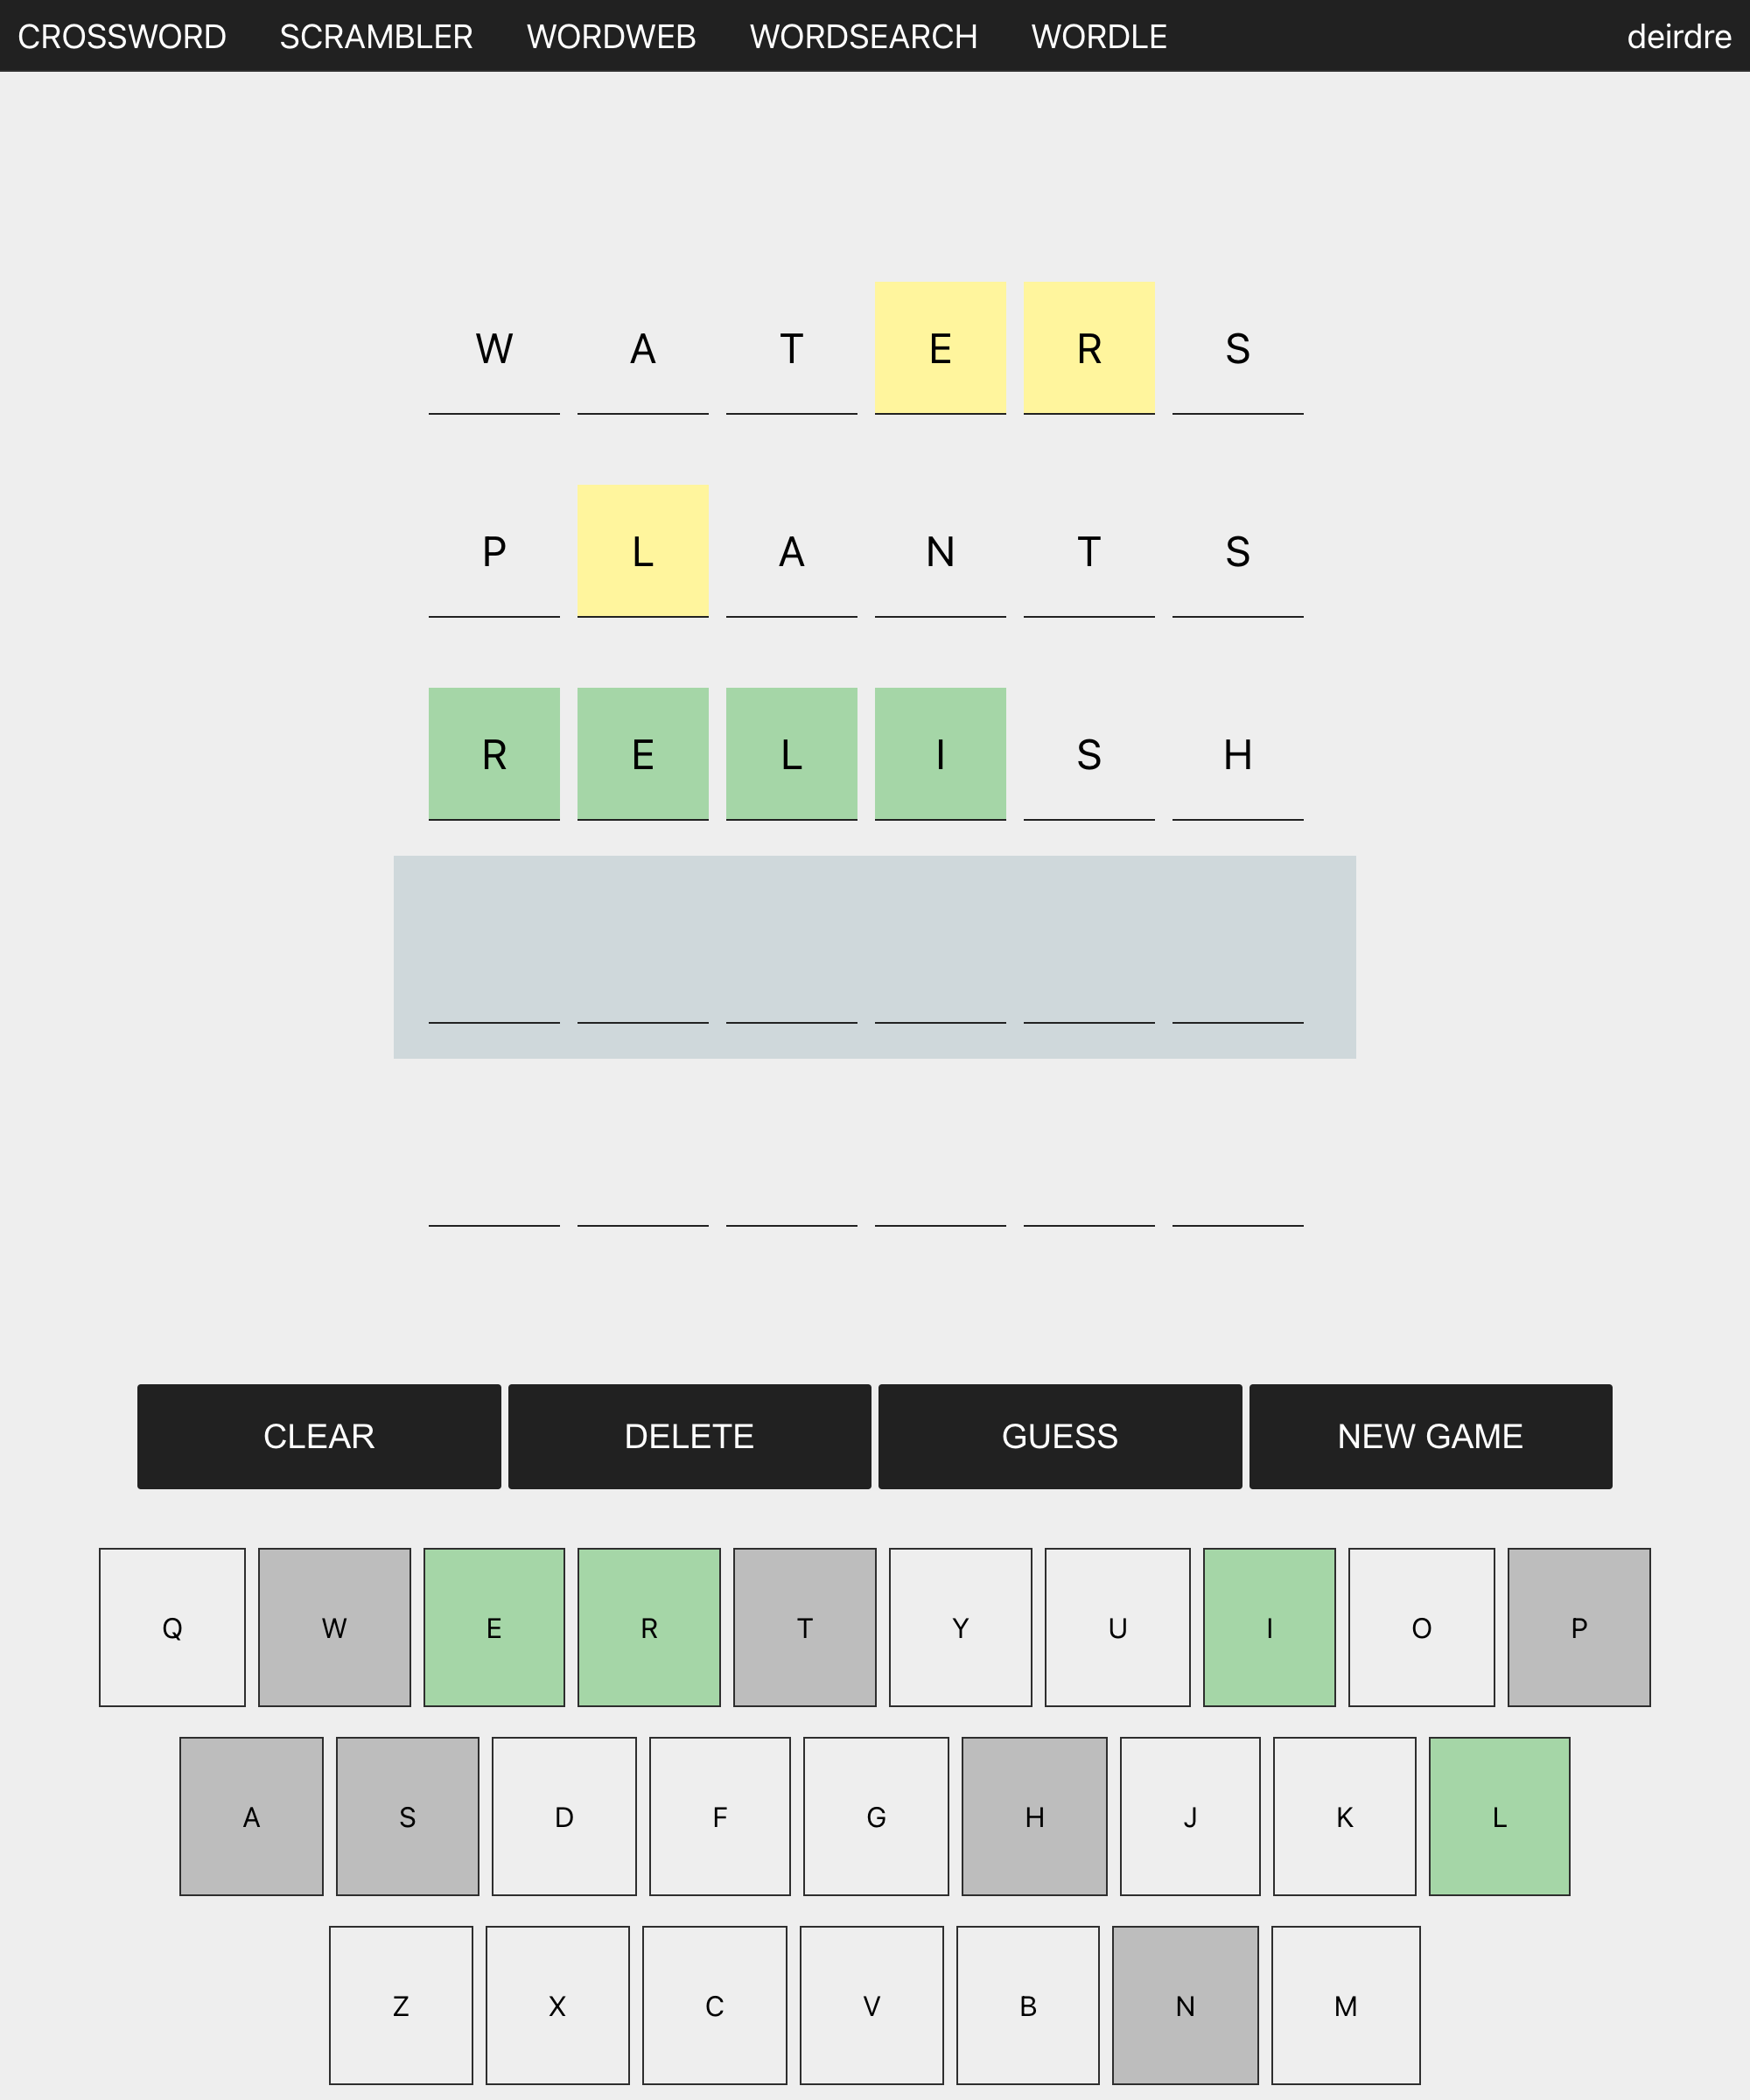 CROSSWORD SCRAMBLER WORDWEB WORDSEARCH WORDLE deirdre
W A T E R S
P L A N T S
R E L I S H
CLEAR DELETE GUESS NEW GAME
Q W E R T Y U I O P
A S D F G H J K L
Z X C V B N M